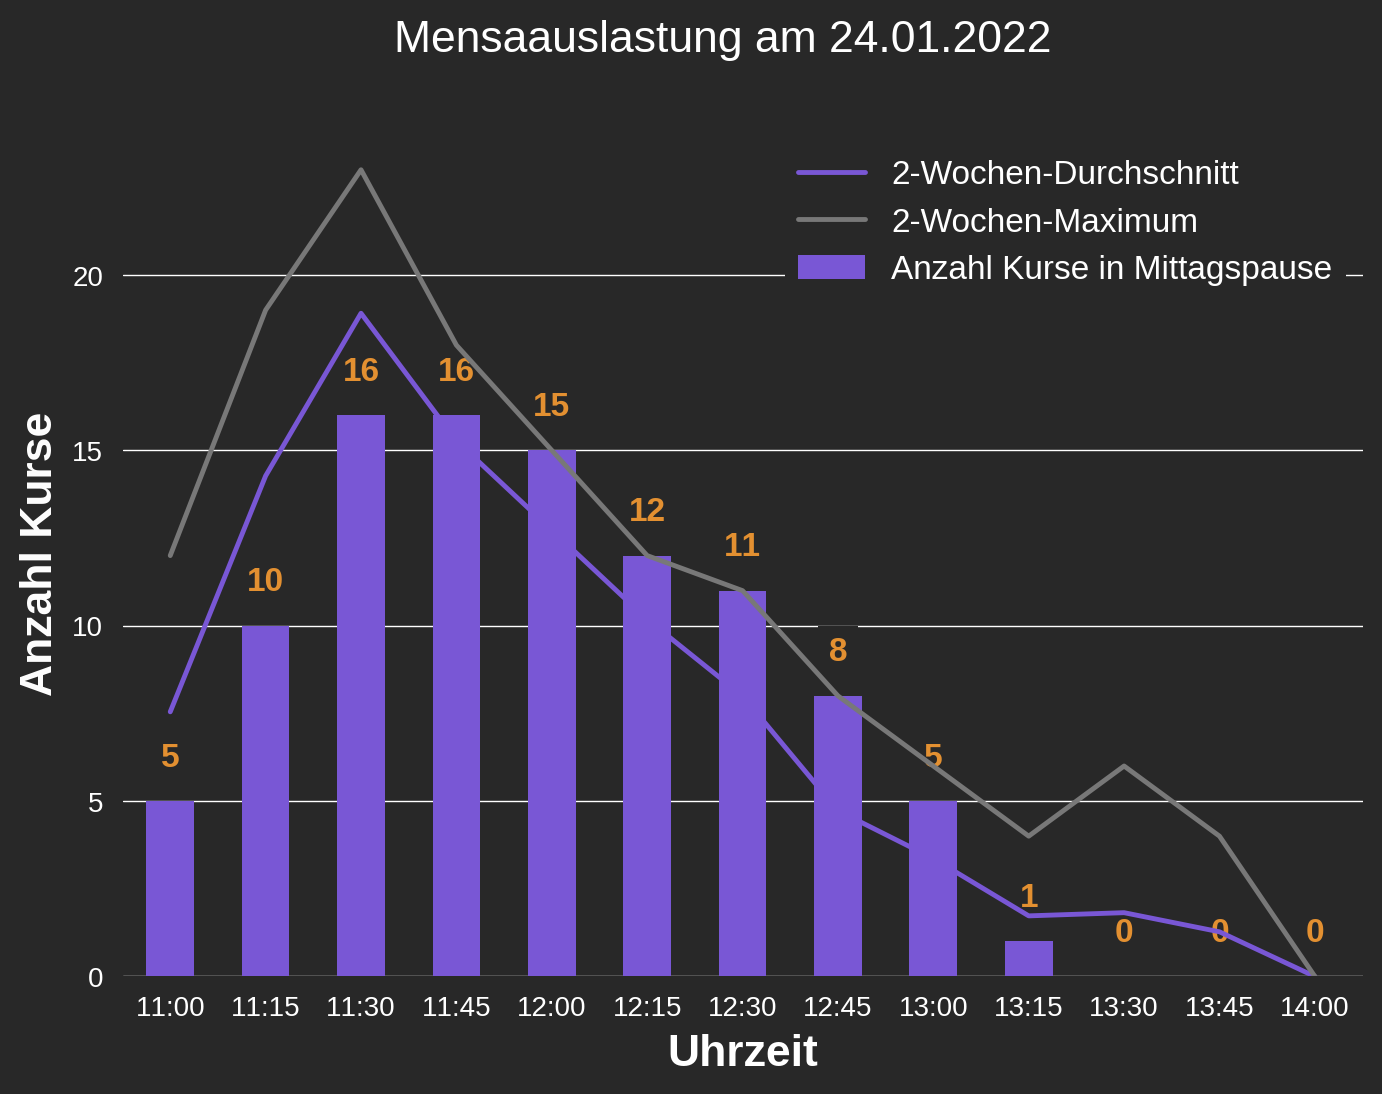 Mensaauslastung am 24.01.2022
2-Wochen-Durchschnitt
2-Wochen-Maximum
Anzahl Kurse in Mittagspause
Anzahl Kurse
20
15
10
5
0
5
10
16
16
15
12
11
8
5
1
0
0
0
11:00 11:15 11:30 11:45 12:00 12:15 12:30 12:45 13:00 13:15 13:30 13:45 14:00
Uhrzeit